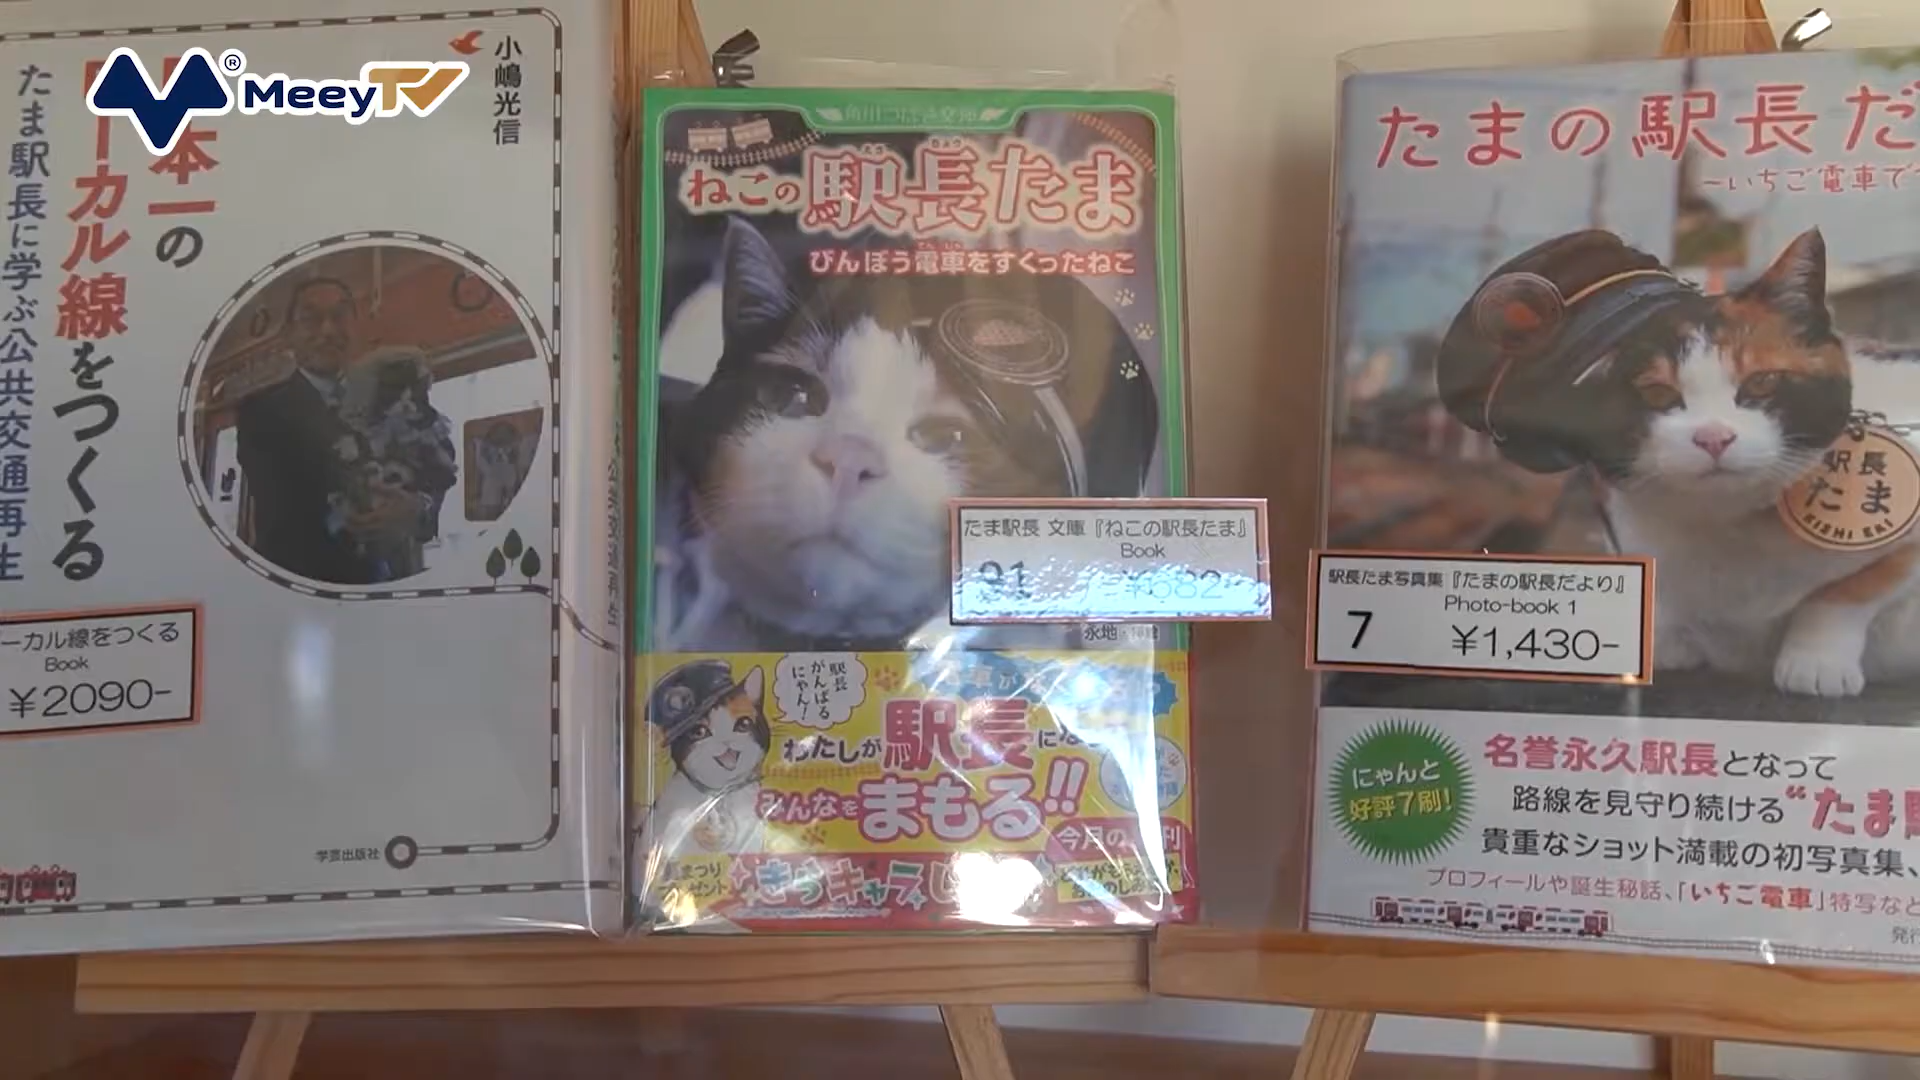 MeeyTV
小嶋光信
本一の
ーカル線をつくる
たま駅長に学ぶ公共交通再生
ーカル線をつくる
Book
¥2090-
学芸出版社
ねこの駅長たま
びんぼう電車をすくったねこ
たま駅長 文庫『ねこの駅長たま』
Book
91 ¥682-
駅長
がんばる
にゃん!
わたしが駅長にな
みんなをまもる!!
今月の
たまの駅長だ
~いちご電車で
駅長
たま
KISHI EKI
駅長たま写真集『たまの駅長だより』
Photo-book 1
7 ¥1,430-
にゃんと
好評7刷!
名誉永久駅長となって
路線を見守り続ける"たま
貴重なショット満載の初写真集、
プロフィールや誕生秘話、「いちご電車」特写など
発行